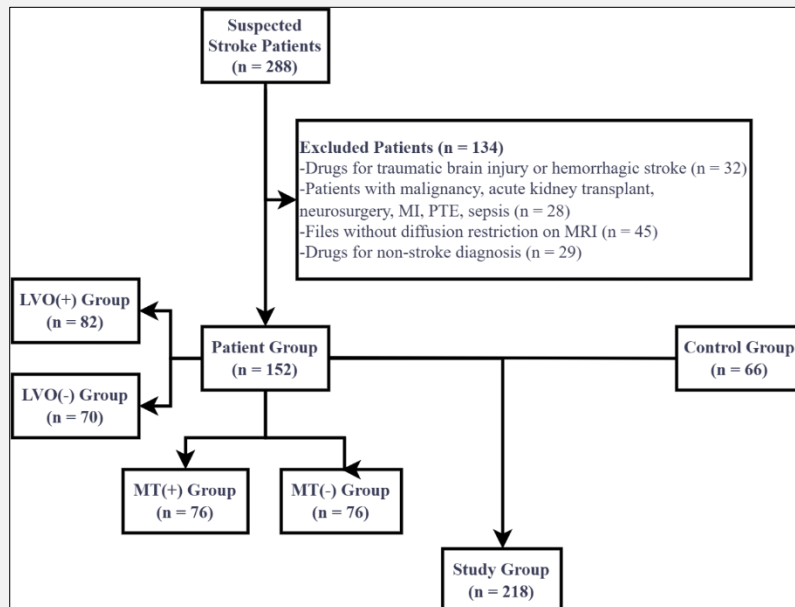 Suspected
Stroke Patients
(n = 288)
Excluded Patients (n = 134)
-Drugs for traumatic brain injury or hemorrhagic stroke (n = 32)
-Patients with malignancy, acute kidney transplant,
neurosurgery, MI, PTE, sepsis (n = 28)
-Files without diffusion restriction on MRI (n = 45)
-Drugs for non-stroke diagnosis (n = 29)
LVO(+) Group
(n = 82)
Patient Group
(n = 152)
Control Group
(n = 66)
LVO(-) Group
(n = 70)
MT(+) Group
(n = 76)
MT(-) Group
(n = 76)
Study Group
(n = 218)